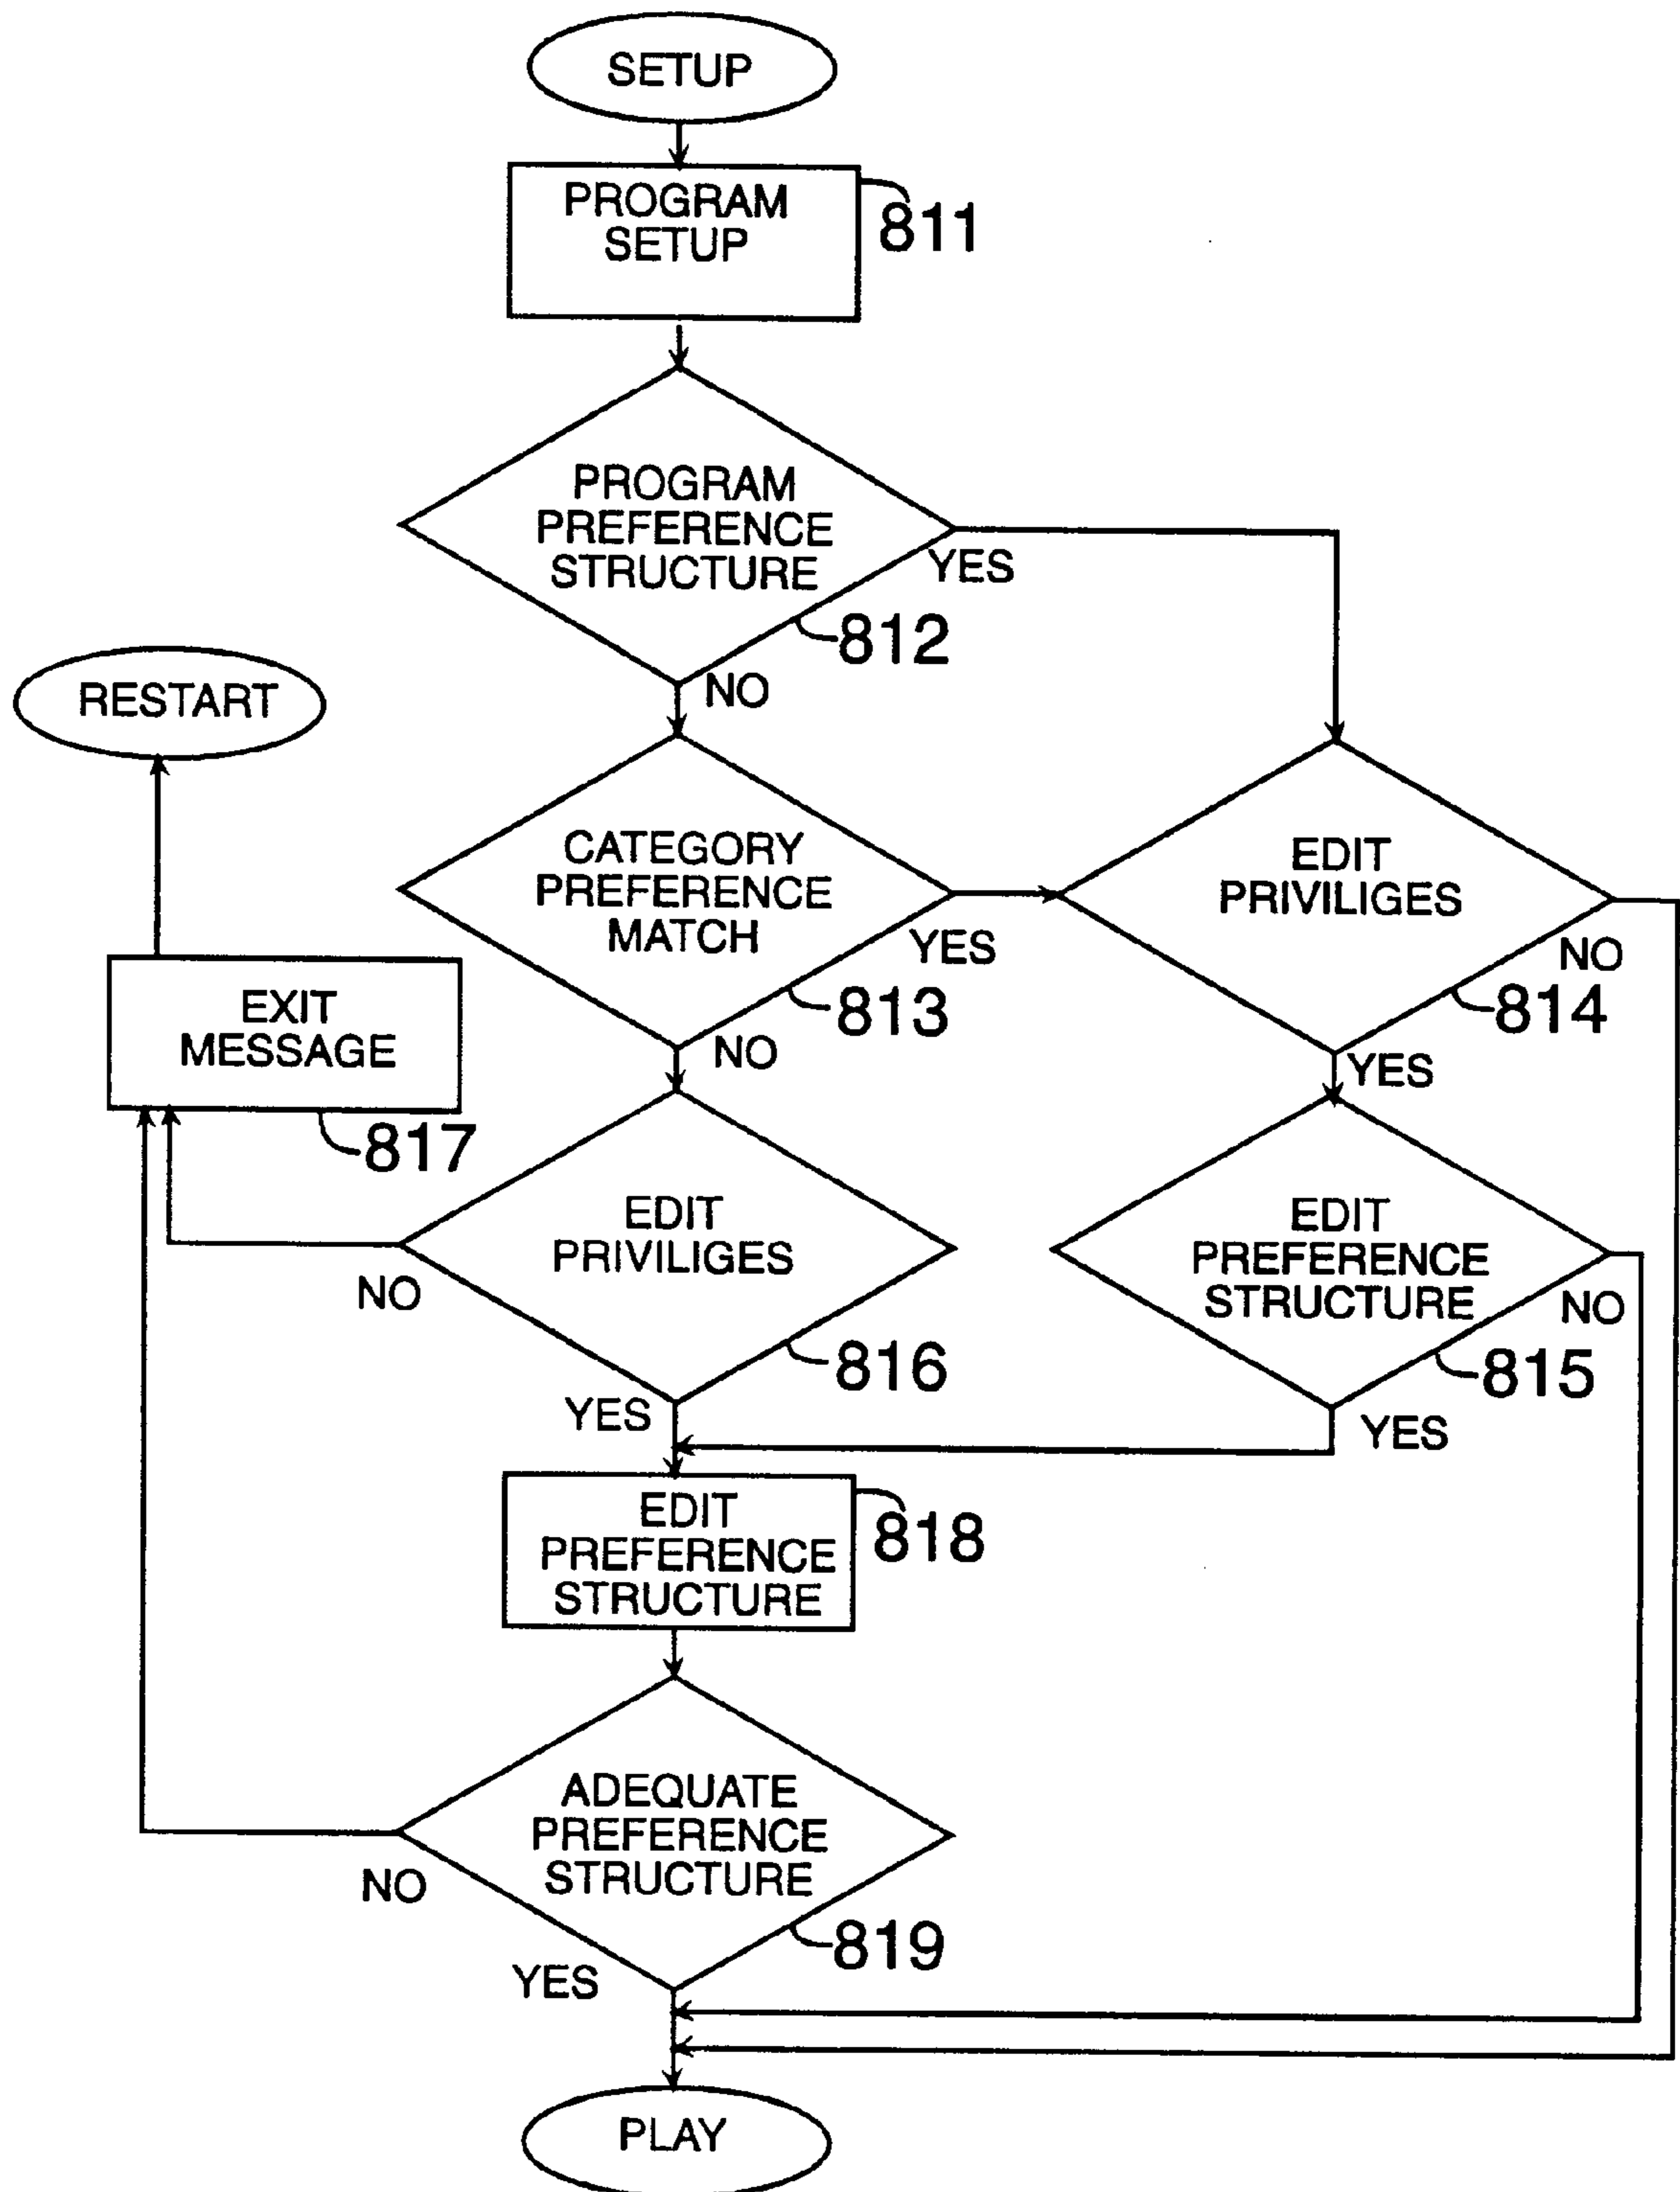 SETUP
PROGRAM
SETUP
811
PROGRAM
PREFERENCE
STRUCTURE
YES
812
NO
RESTART
CATEGORY
PREFERENCE
MATCH
YES
813
NO
EDIT
PRIVILIGES
NO
814
YES
EXIT
MESSAGE
817
EDIT
PRIVILIGES
NO
816
YES
EDIT
PREFERENCE
STRUCTURE
NO
815
YES
EDIT
PREFERENCE
STRUCTURE
818
ADEQUATE
PREFERENCE
STRUCTURE
NO
819
YES
PLAY